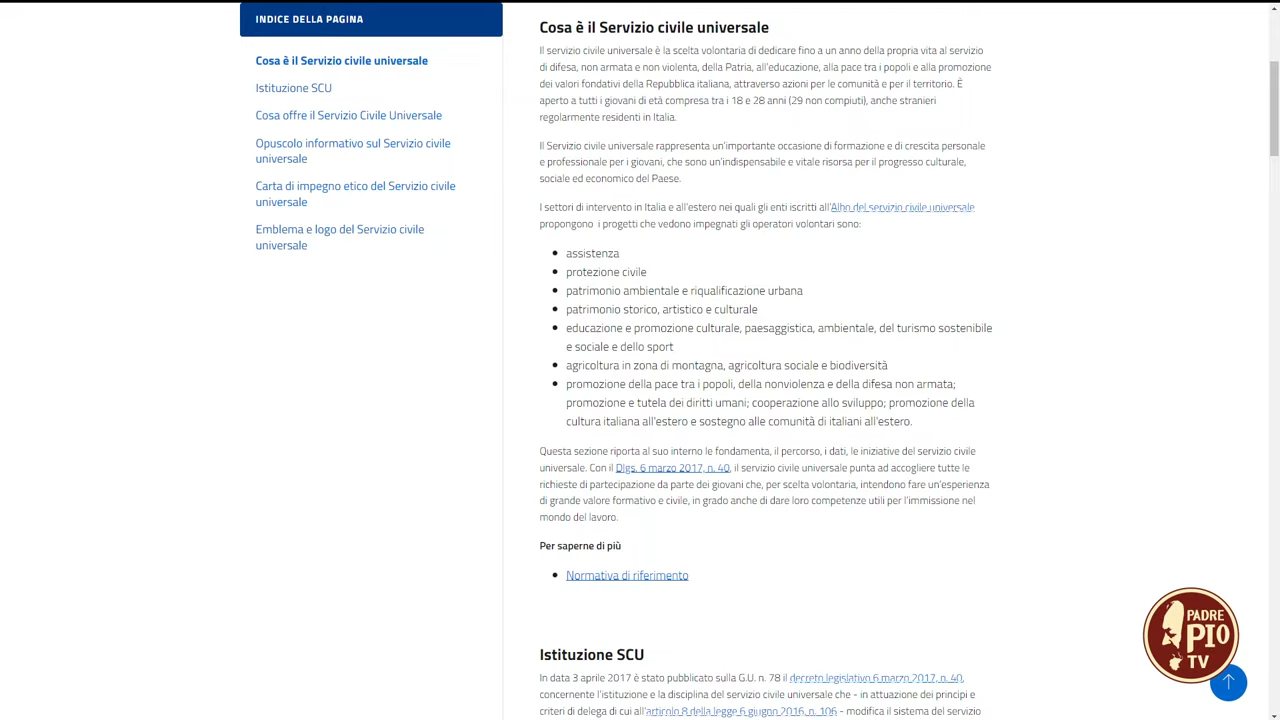 INDICE DELLA PAGINA
Cosa è il Servizio civile universale
Istituzione SCU
Cosa offre il Servizio Civile Universale
Opuscolo informativo sul Servizio civile
universale
Carta di impegno etico del Servizio civile
universale
Emblema e logo del Servizio civile
universale
Cosa è il Servizio civile universale
Il servizio civile universale è la scelta volontaria di dedicare fino a un anno della propria vita al servizio
di difesa, non armata e non violenta, della Patria, all'educazione, alla pace tra i popoli e alla promozione
dei valori fondativi della Repubblica italiana, attraverso azioni per le comunità e per il territorio. È
aperto a tutti i giovani di età compresa tra i 18 e 28 anni (29 non compiuti), anche stranieri
regolarmente residenti in Italia.
Il Servizio civile universale rappresenta un'importante occasione di formazione e di crescita personale
e professionale per i giovani, che sono un'indispensabile e vitale risorsa per il progresso culturale,
sociale ed economico del Paese.
I settori di intervento in Italia e all'estero nei quali gli enti iscritti all'Albo del servizio civile universale
propongono i progetti che vedono impegnati gli operatori volontari sono:
• assistenza
• protezione civile
• patrimonio ambientale e riqualificazione urbana
• patrimonio storico, artistico e culturale
• educazione e promozione culturale, paesaggistica, ambientale, del turismo sostenibile
e sociale e dello sport
• agricoltura in zona di montagna, agricoltura sociale e biodiversità
• promozione della pace tra i popoli, della nonviolenza e della difesa non armata;
promozione e tutela dei diritti umani; cooperazione allo sviluppo; promozione della
cultura italiana all'estero e sostegno alle comunità di italiani all'estero.
Questa sezione riporta al suo interno le fondamenta, il percorso, i dati, le iniziative del servizio civile
universale. Con il Dlgs. 6 marzo 2017, n. 40, il servizio civile universale punta ad accogliere tutte le
richieste di partecipazione da parte dei giovani che, per scelta volontaria, intendono fare un'esperienza
di grande valore formativo e civile, in grado anche di dare loro competenze utili per l'immissione nel
mondo del lavoro.
Per saperne di più
• Normativa di riferimento
Istituzione SCU
In data 3 aprile 2017 è stato pubblicato sulla G.U. n. 78 il decreto legislativo 6 marzo 2017, n. 40,
concernente l'istituzione e la disciplina del servizio civile universale che - in attuazione dei principi e
criteri di delega di cui all'articolo 8 della legge 6 giugno 2016, n. 106 - modifica il sistema del servizio
PADRE
PIO
TV